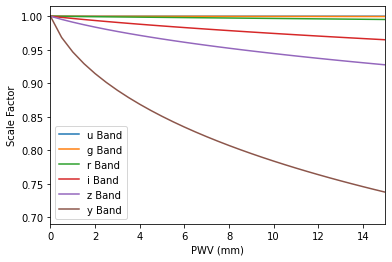 1.00
0.95
0.90
0.85
0.80
0.75
0.70
Scale Factor
u Band
g Band
r Band
i Band
z Band
y Band
0 2 4 6 8 10 12 14
PWV (mm)